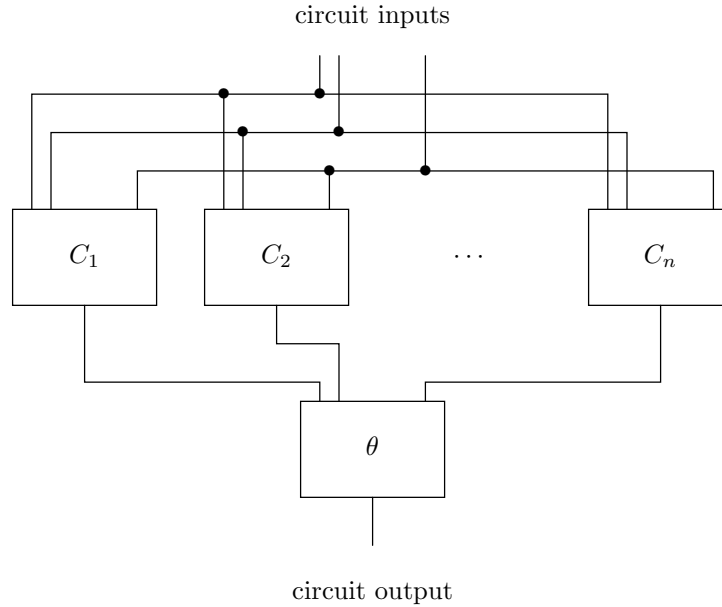 circuit inputs
C₁ C₂ ⋯ Cₙ
θ
circuit output